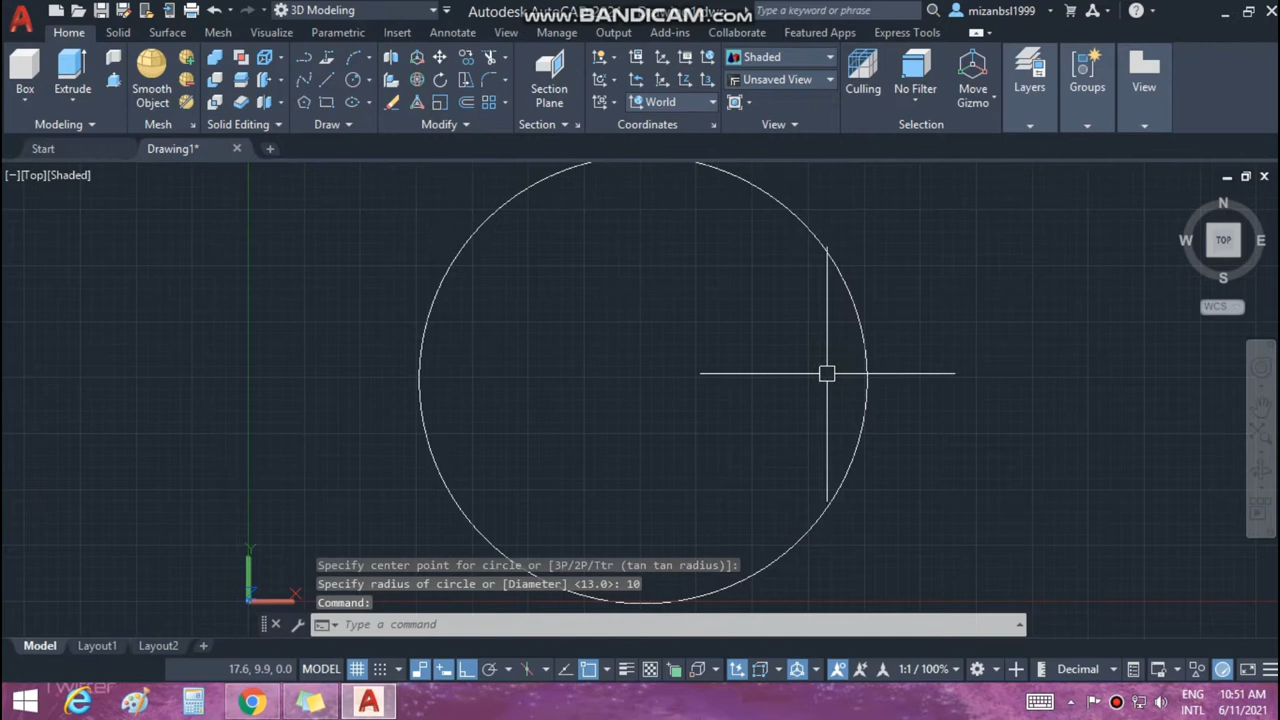 3D Modeling
Autodesk
www.BANDICAM.com
Type a keyword or phrase
mizanbsl1999
Home
Solid
Surface
Mesh
Visualize
Parametric
Insert
Annotate
View
Manage
Output
Add-ins
Collaborate
Featured Apps
Express Tools
Box
Extrude
Smooth
Object
Section
Plane
World
Shaded
Unsaved View
Culling
No Filter
Move
Gizmo
Layers
Groups
View
Modeling
Mesh
Solid Editing
Draw
Modify
Section
Coordinates
View
Selection
Start
Drawing1*
[−][Top][Shaded]
N
W
TOP
E
S
WCS
Y
X
Specify center point for circle or [3P/2P/Ttr (tan tan radius)]:
Specify radius of circle or [Diameter] <13.0>: 10
Command:
Type a command
Model
Layout1
Layout2
17.6, 9.9, 0.0
MODEL
1:1 / 100%
Decimal
ENG
INTL
10:51 AM
6/11/2021